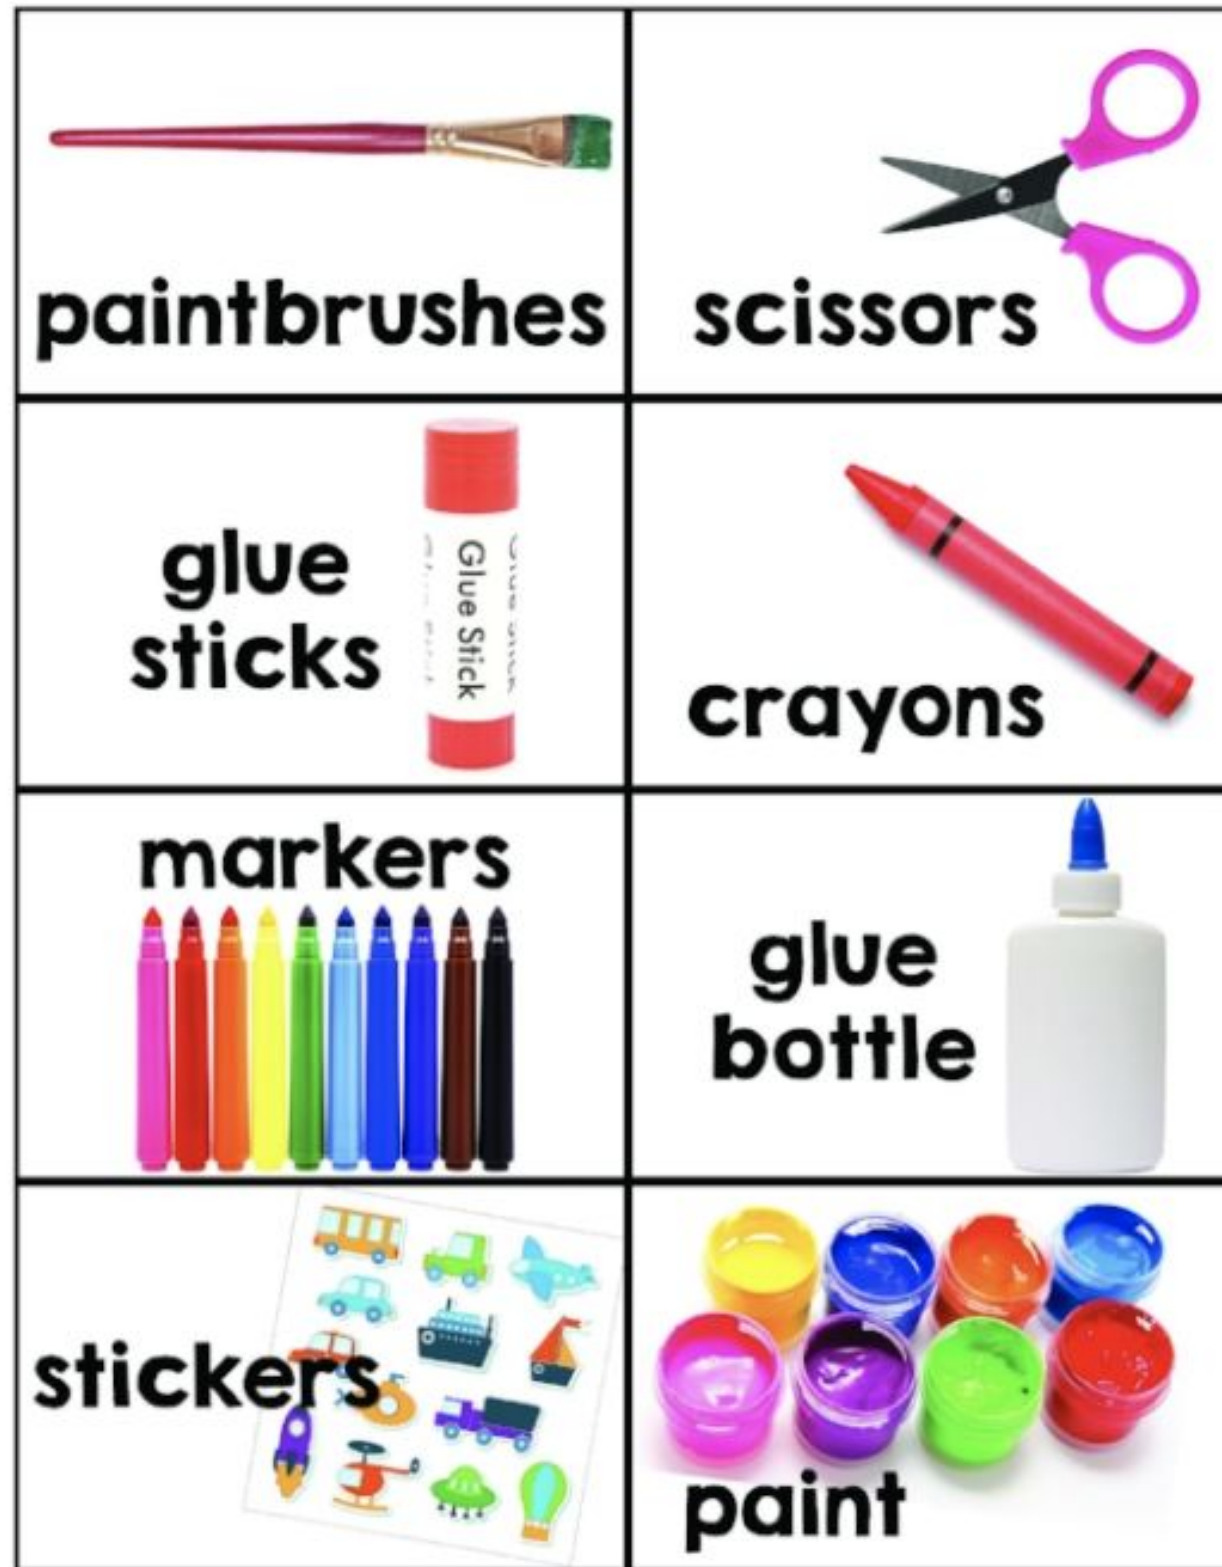 paintbrushes
scissors
glue
sticks
Glue Stick
crayons
markers
glue
bottle
stickers
paint